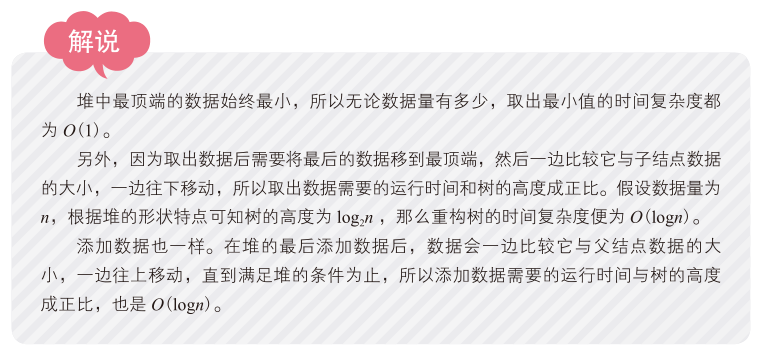 解说
堆中最顶端的数据始终最小，所以无论数据量有多少，取出最小值的时间复杂度都
为 O(1)。
另外，因为取出数据后需要将最后的数据移到最顶端，然后一边比较它与子结点数据
的大小，一边往下移动，所以取出数据需要的运行时间和树的高度成正比。假设数据量为
n，根据堆的形状特点可知树的高度为 log₂n ，那么重构树的时间复杂度便为 O(logn)。
添加数据也一样。在堆的最后添加数据后，数据会一边比较它与父结点数据的大
小，一边往上移动，直到满足堆的条件为止，所以添加数据需要的运行时间与树的高度
成正比，也是 O(logn)。